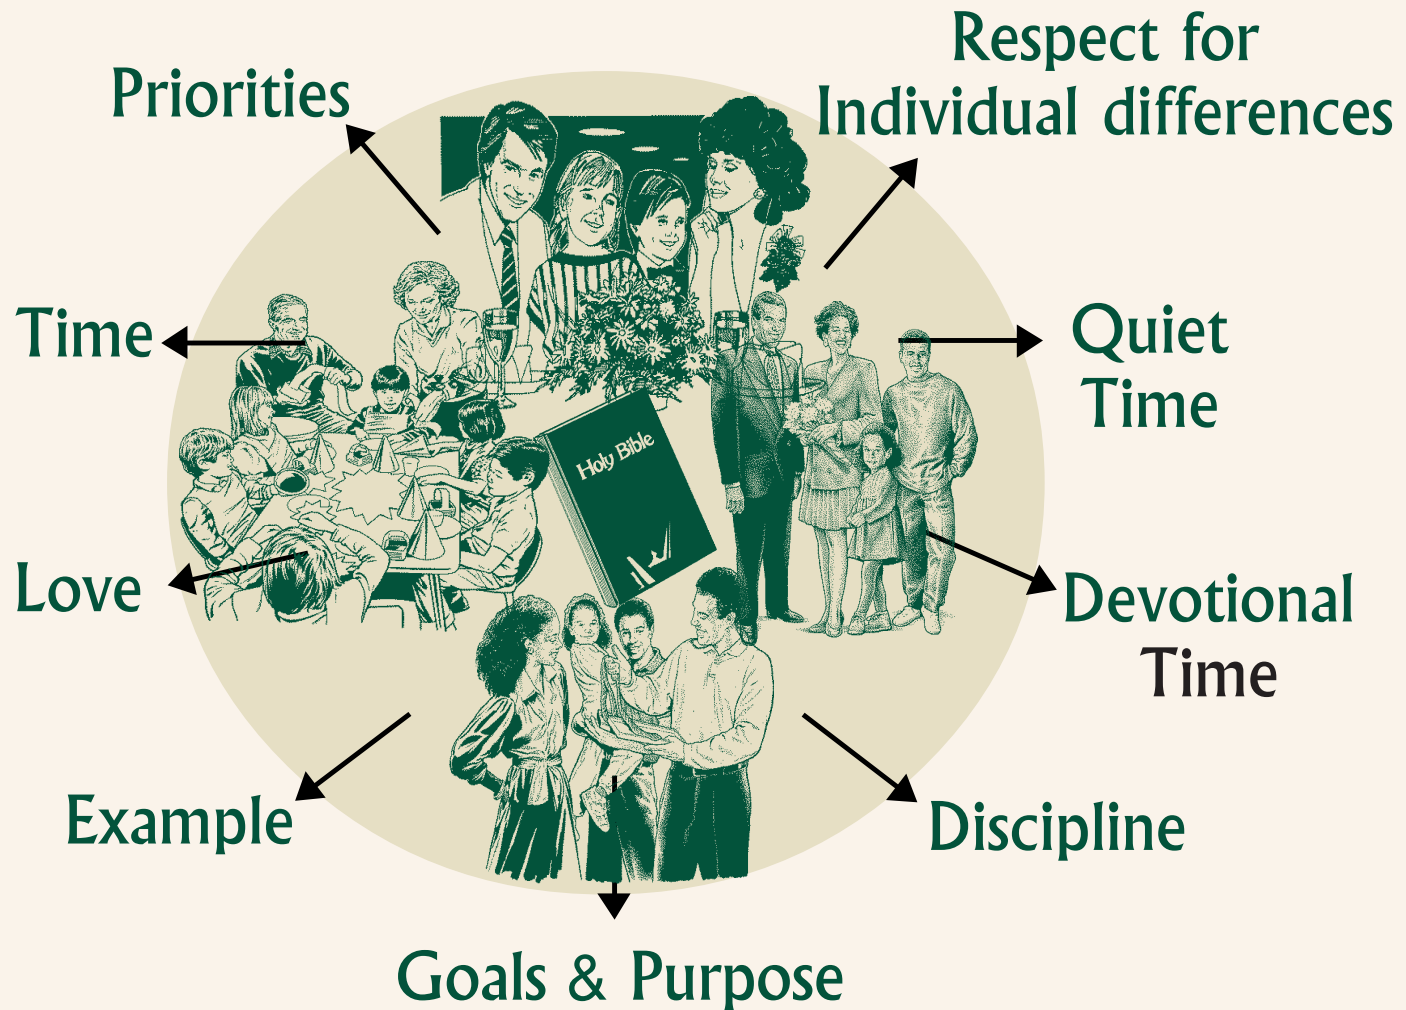 Priorities
Respect for
Individual differences
Time
Quiet
Time
Holy Bible
Love
Devotional
Time
Example
Discipline
Goals & Purpose